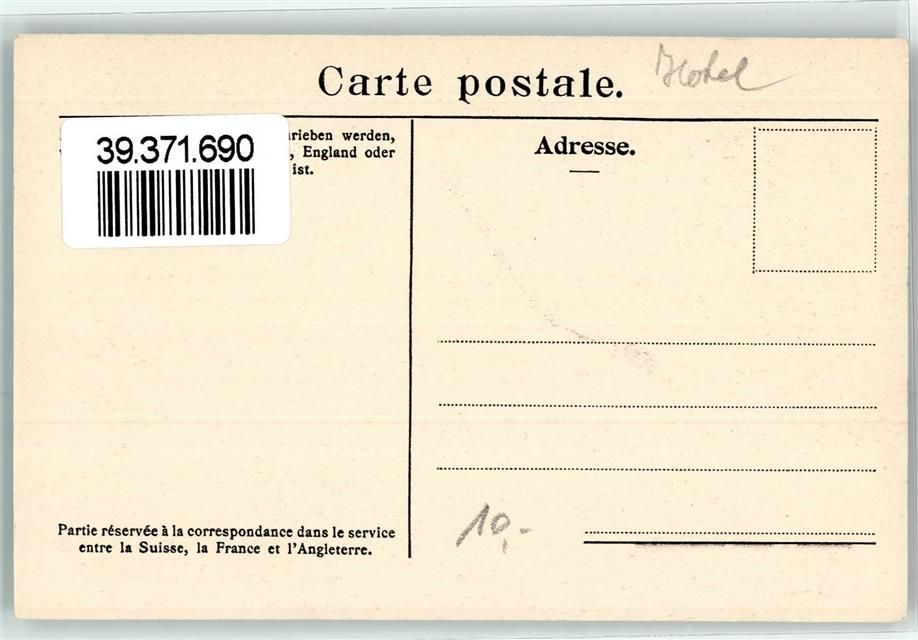 Carte postale.
Hotel
rieben werden,
, England oder
ist.
39.371.690
Adresse.
10,-
Partie réservée à la correspondance dans le service
entre la Suisse, la France et l'Angleterre.